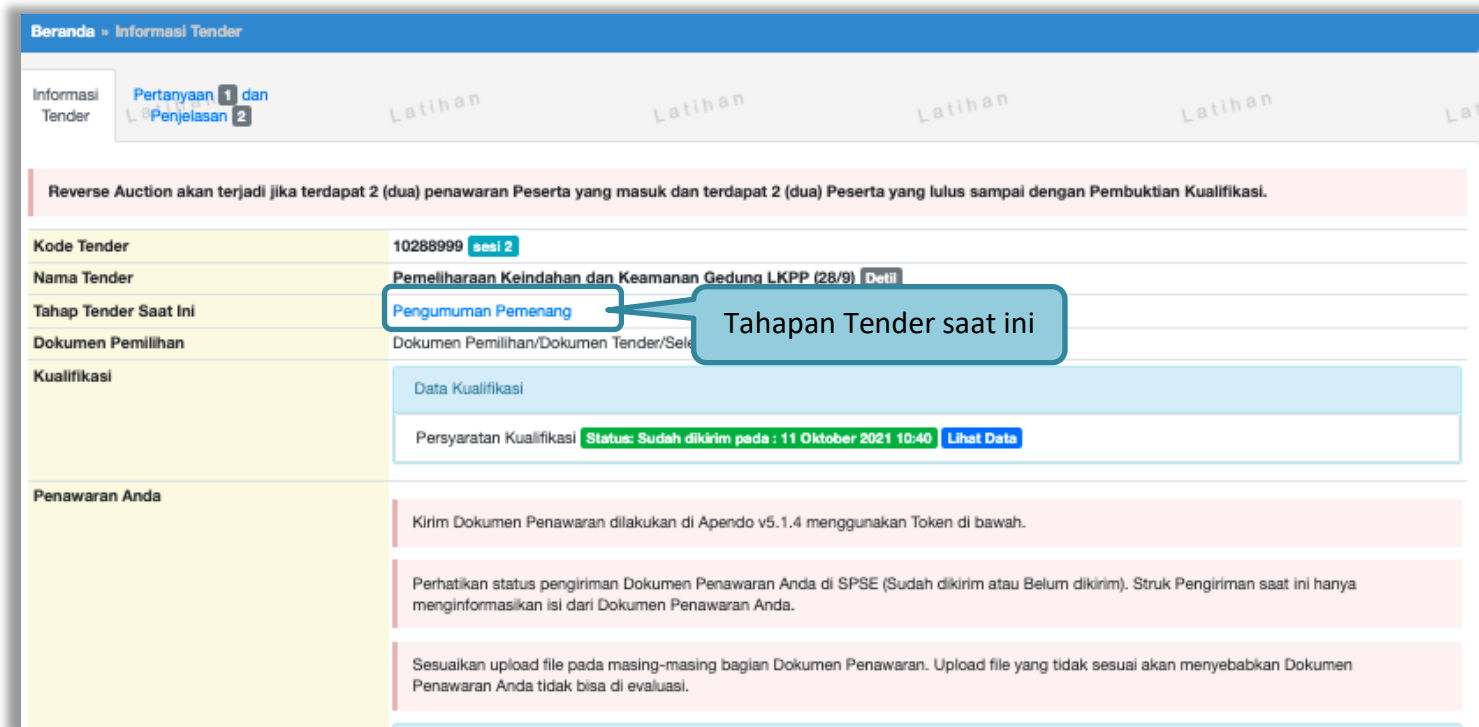 Beranda » Informasi Tender
Informasi
Tender
Pertanyaan 1 dan
Penjelasan 2
Latihan
Latihan
Latihan
Latihan
Latihan
Reverse Auction akan terjadi jika terdapat 2 (dua) penawaran Peserta yang masuk dan terdapat 2 (dua) Peserta yang lulus sampai dengan Pembuktian Kualifikasi.
Kode Tender 10288999 sesi 2
Nama Tender Pemeliharaan Keindahan dan Keamanan Gedung LKPP (28/9) Detil
Tahap Tender Saat Ini Pengumuman Pemenang
Tahapan Tender saat ini
Dokumen Pemilihan Dokumen Pemilihan/Dokumen Tender/Sele
Kualifikasi
Data Kualifikasi
Persyaratan Kualifikasi Status: Sudah dikirim pada : 11 Oktober 2021 10:40 Lihat Data
Penawaran Anda
Kirim Dokumen Penawaran dilakukan di Apendo v5.1.4 menggunakan Token di bawah.
Perhatikan status pengiriman Dokumen Penawaran Anda di SPSE (Sudah dikirim atau Belum dikirim). Struk Pengiriman saat ini hanya
menginformasikan isi dari Dokumen Penawaran Anda.
Sesuaikan upload file pada masing-masing bagian Dokumen Penawaran. Upload file yang tidak sesuai akan menyebabkan Dokumen
Penawaran Anda tidak bisa di evaluasi.